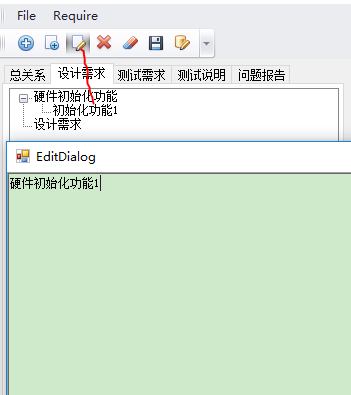 File Require
总关系 设计需求 测试需求 测试说明 问题报告
硬件初始化功能
初始化功能1
设计需求
EditDialog
硬件初始化功能1